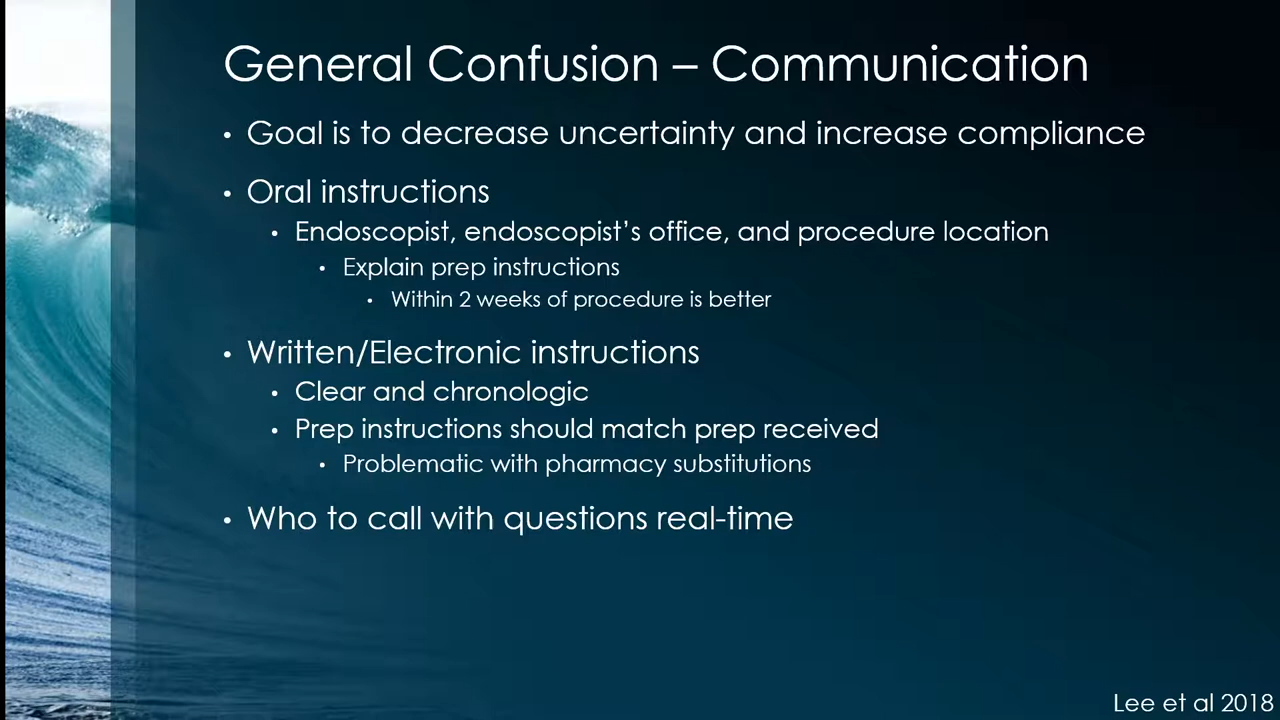 General Confusion – Communication
• Goal is to decrease uncertainty and increase compliance
• Oral instructions
• Endoscopist, endoscopist’s office, and procedure location
• Explain prep instructions
• Within 2 weeks of procedure is better
• Written/Electronic instructions
• Clear and chronologic
• Prep instructions should match prep received
• Problematic with pharmacy substitutions
• Who to call with questions real-time
Lee et al 2018